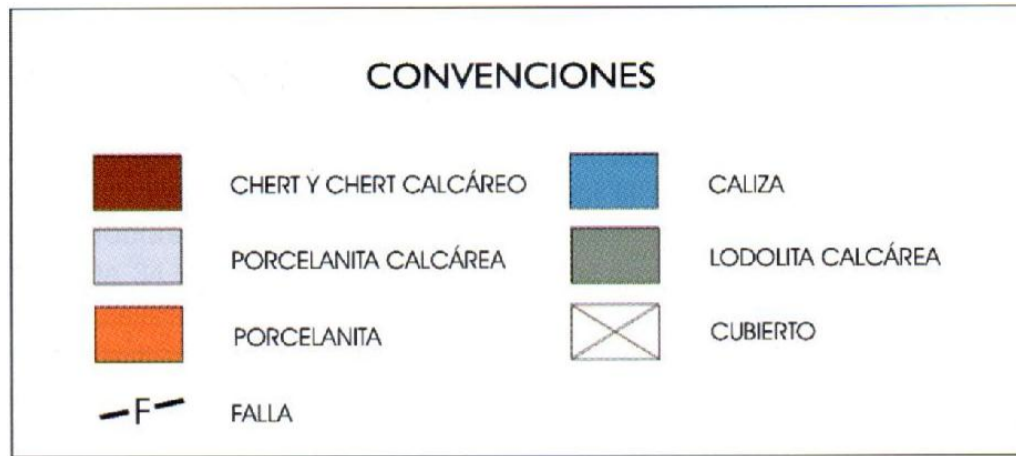 CONVENCIONES
CHERT Y CHERT CALCÁREO
CALIZA
PORCELANITA CALCÁREA
LODOLITA CALCÁREA
PORCELANITA
CUBIERTO
F
FALLA